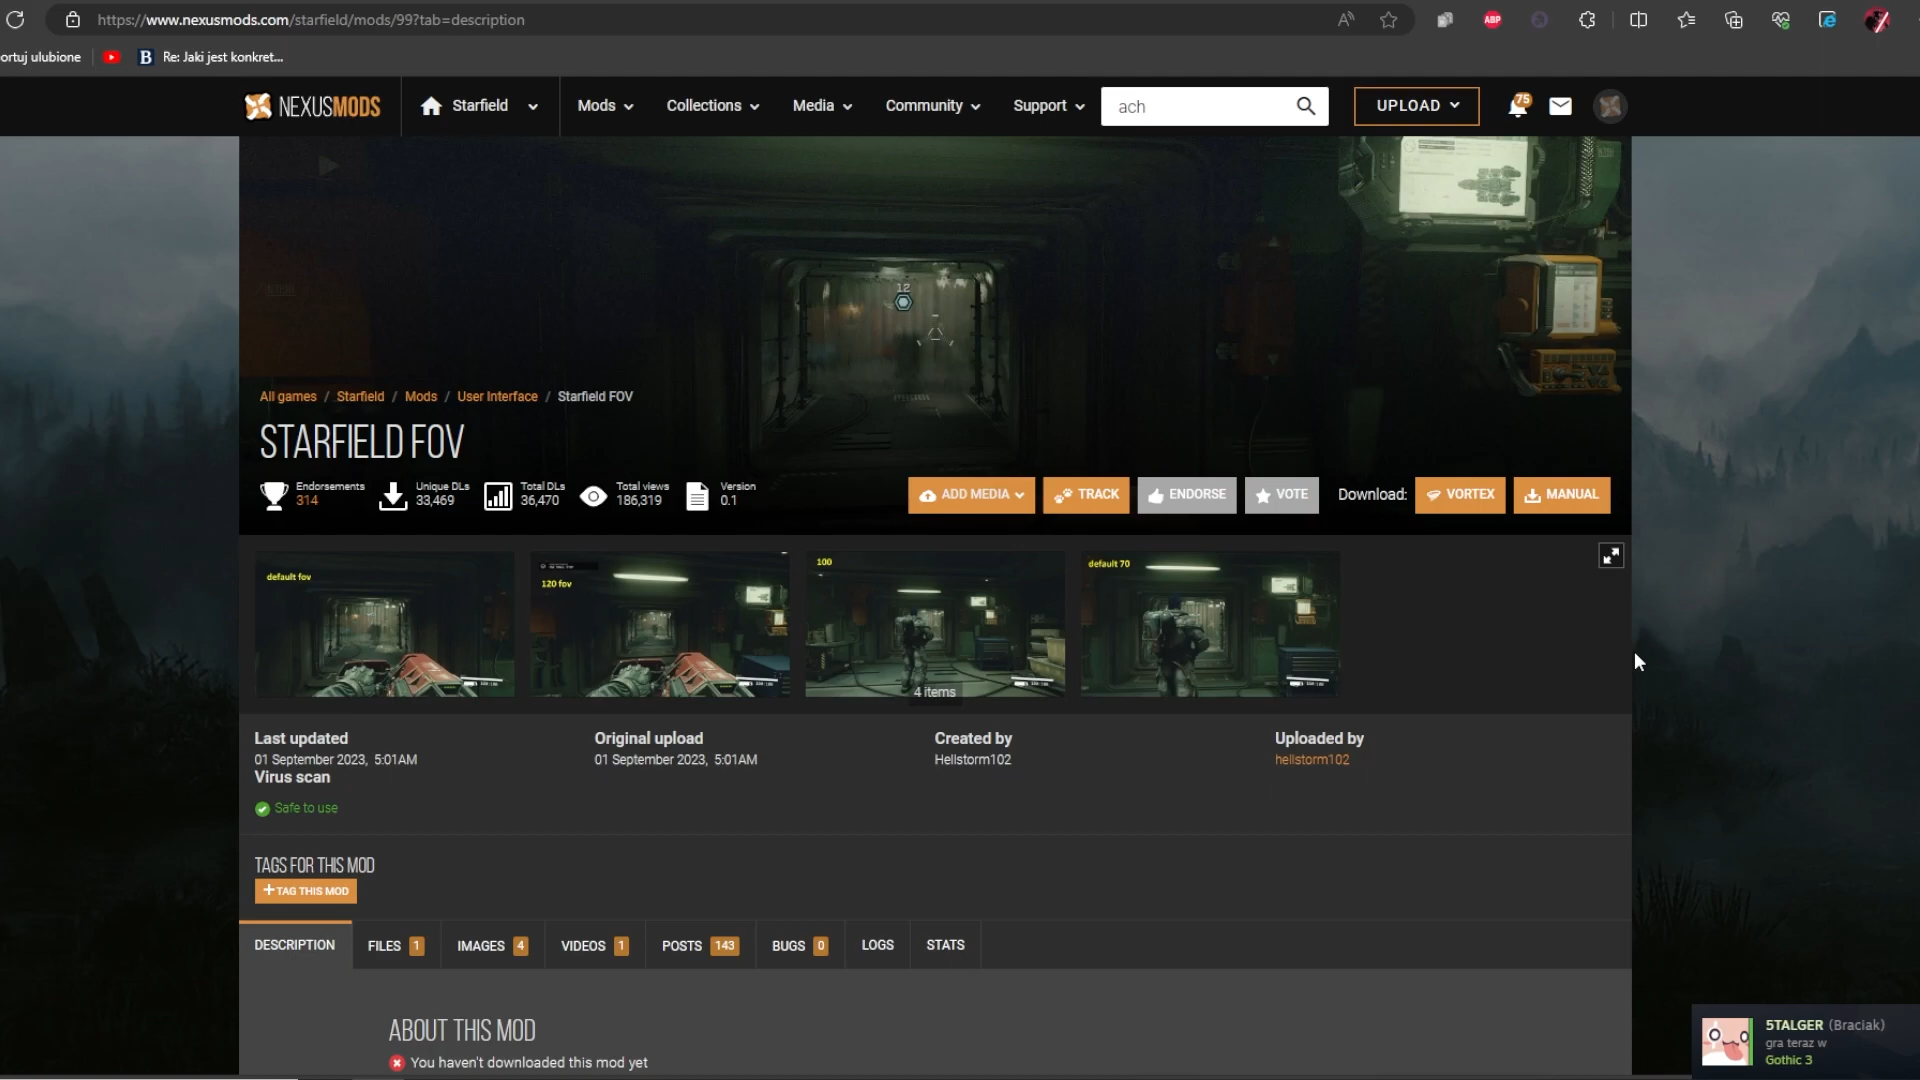 https://www.nexusmods.com/starfield/mods/99?tab=description
A
ABP
ortuj ulubione
B Re: Jaki jest konkret...
NEXUSMODS
Starfield
Mods
Collections
Media
Community
Support
ach
UPLOAD
75
12
All games / Starfield / Mods / User Interface / Starfield FOV
STARFIELD FOV
Endorsements
314
Unique DLs
33,469
Total DLs
36,470
Total views
186,319
Version
0.1
ADD MEDIA
TRACK
ENDORSE
VOTE
Download:
VORTEX
MANUAL
default fov
120 fov
100
default 70
4 items
Last updated
01 September 2023, 5:01AM
Original upload
01 September 2023, 5:01AM
Created by
Hellstorm102
Uploaded by
hellstorm102
Virus scan
Safe to use
TAGS FOR THIS MOD
+TAG THIS MOD
DESCRIPTION
FILES 1
IMAGES 4
VIDEOS 1
POSTS 143
BUGS 0
LOGS
STATS
ABOUT THIS MOD
You haven't downloaded this mod yet
5TALGER (Braciak)
gra teraz w
Gothic 3